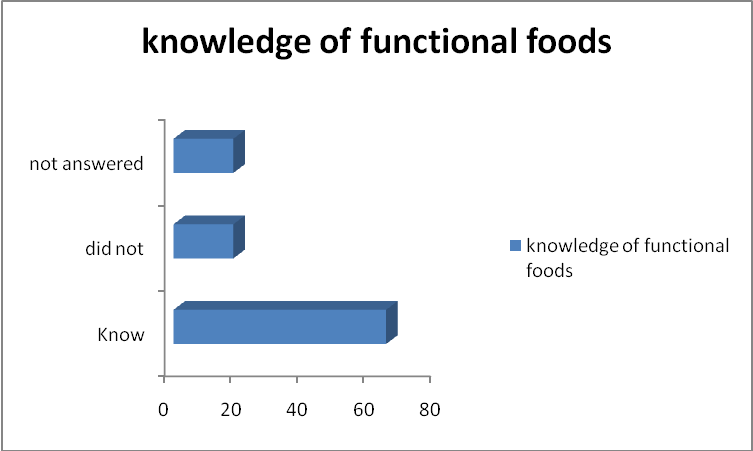 knowledge of functional foods
not answered
did not
Know
0 20 40 60 80
knowledge of functional
foods